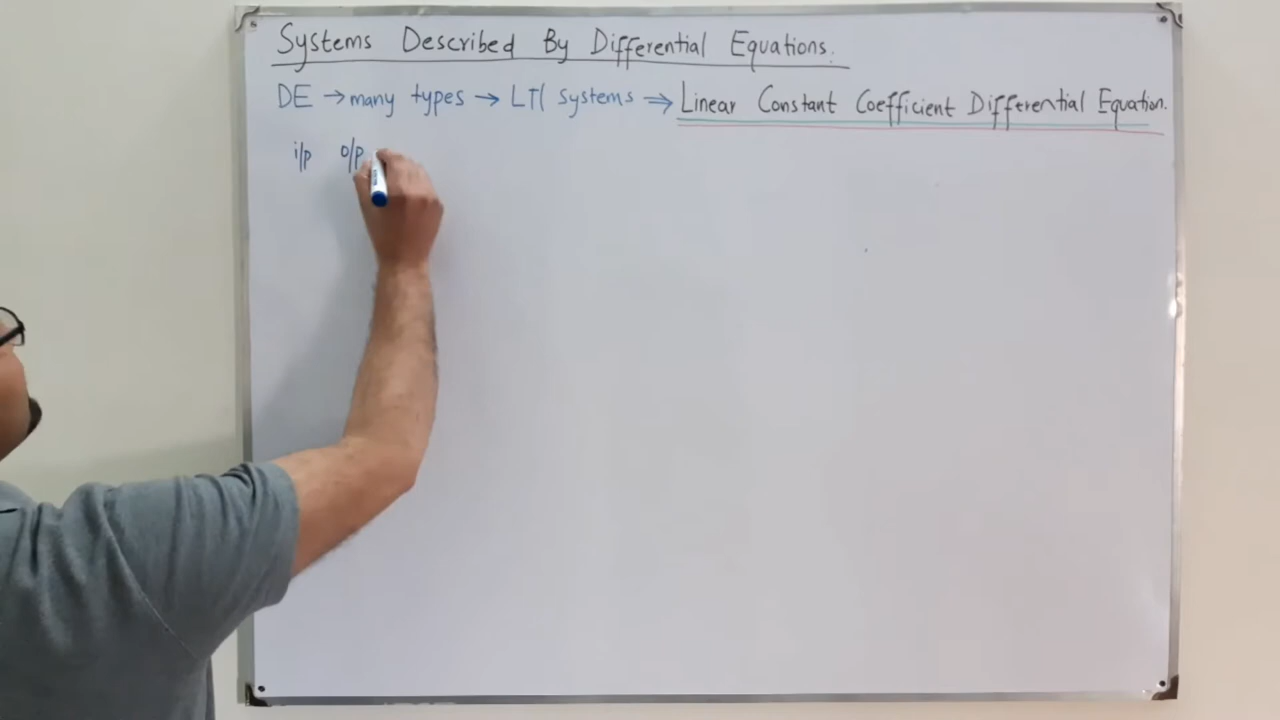 Systems Described By Differential Equations.
DE → many types → LTI systems ⇒ Linear Constant Coefficient Differential Equation.
i/p o/p